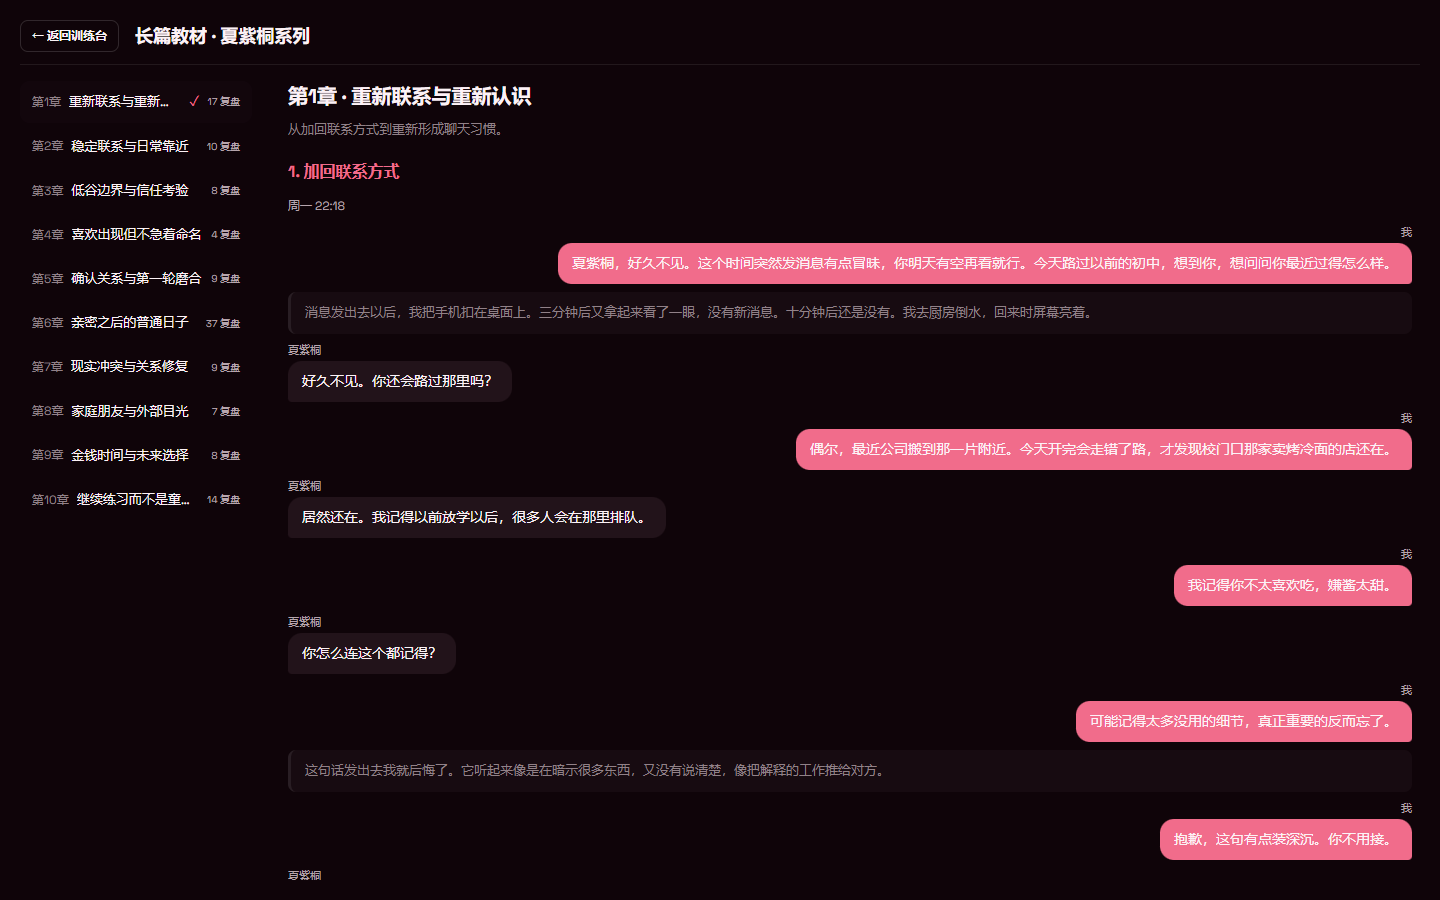 ← 返回训练台
长篇教材 · 夏紫桐系列
第1章 重新联系与重新... ✓ 17 复盘
第2章 稳定联系与日常靠近 10 复盘
第3章 低谷边界与信任考验 8 复盘
第4章 喜欢出现但不急着命名 4 复盘
第5章 确认关系与第一轮磨合 9 复盘
第6章 亲密之后的普通日子 37 复盘
第7章 现实冲突与关系修复 9 复盘
第8章 家庭朋友与外部目光 7 复盘
第9章 金钱时间与未来选择 8 复盘
第10章 继续练习而不是童... 14 复盘
第1章 · 重新联系与重新认识
从加回联系方式到重新形成聊天习惯。
1. 加回联系方式
周一 22:18
我
夏紫桐，好久不见。这个时间突然发消息有点冒昧，你明天有空再看就行。今天路过以前的初中，想到你，想问问你最近过得怎么样。
消息发出去以后，我把手机扣在桌面上。三分钟后又拿起来看了一眼，没有新消息。十分钟后还是没有。我去厨房倒水，回来时屏幕亮着。
夏紫桐
好久不见。你还会路过那里吗？
我
偶尔，最近公司搬到那一片附近。今天开完会走错了路，才发现校门口那家卖烤冷面的店还在。
夏紫桐
居然还在。我记得以前放学以后，很多人会在那里排队。
我
我记得你不太喜欢吃，嫌酱太甜。
夏紫桐
你怎么连这个都记得？
我
可能记得太多没用的细节，真正重要的反而忘了。
这句话发出去我就后悔了。它听起来像是在暗示很多东西，又没有说清楚，像把解释的工作推给对方。
我
抱歉，这句有点装深沉。你不用接。
夏紫桐